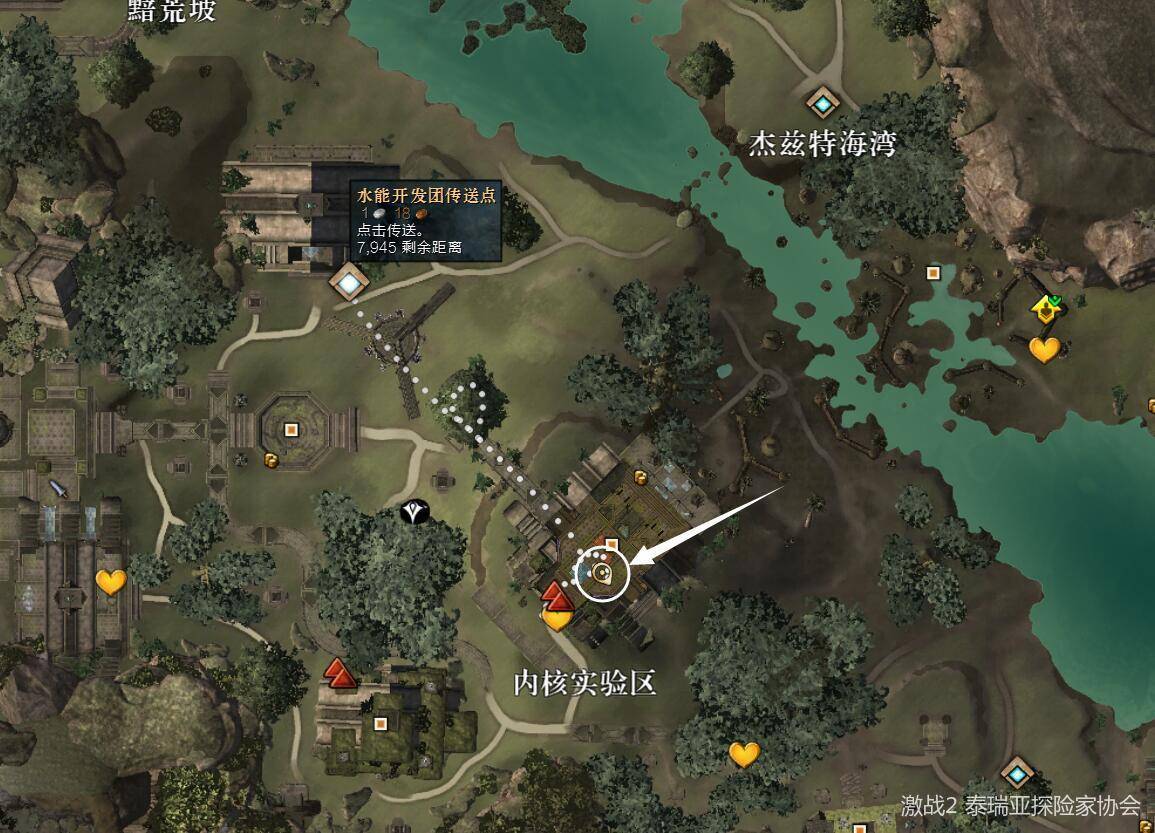 黯荒坡
杰兹特海湾
水能开发团传送点
1 18
点击传送。
7,945 剩余距离
内核实验区
激战2 泰瑞亚探险家协会